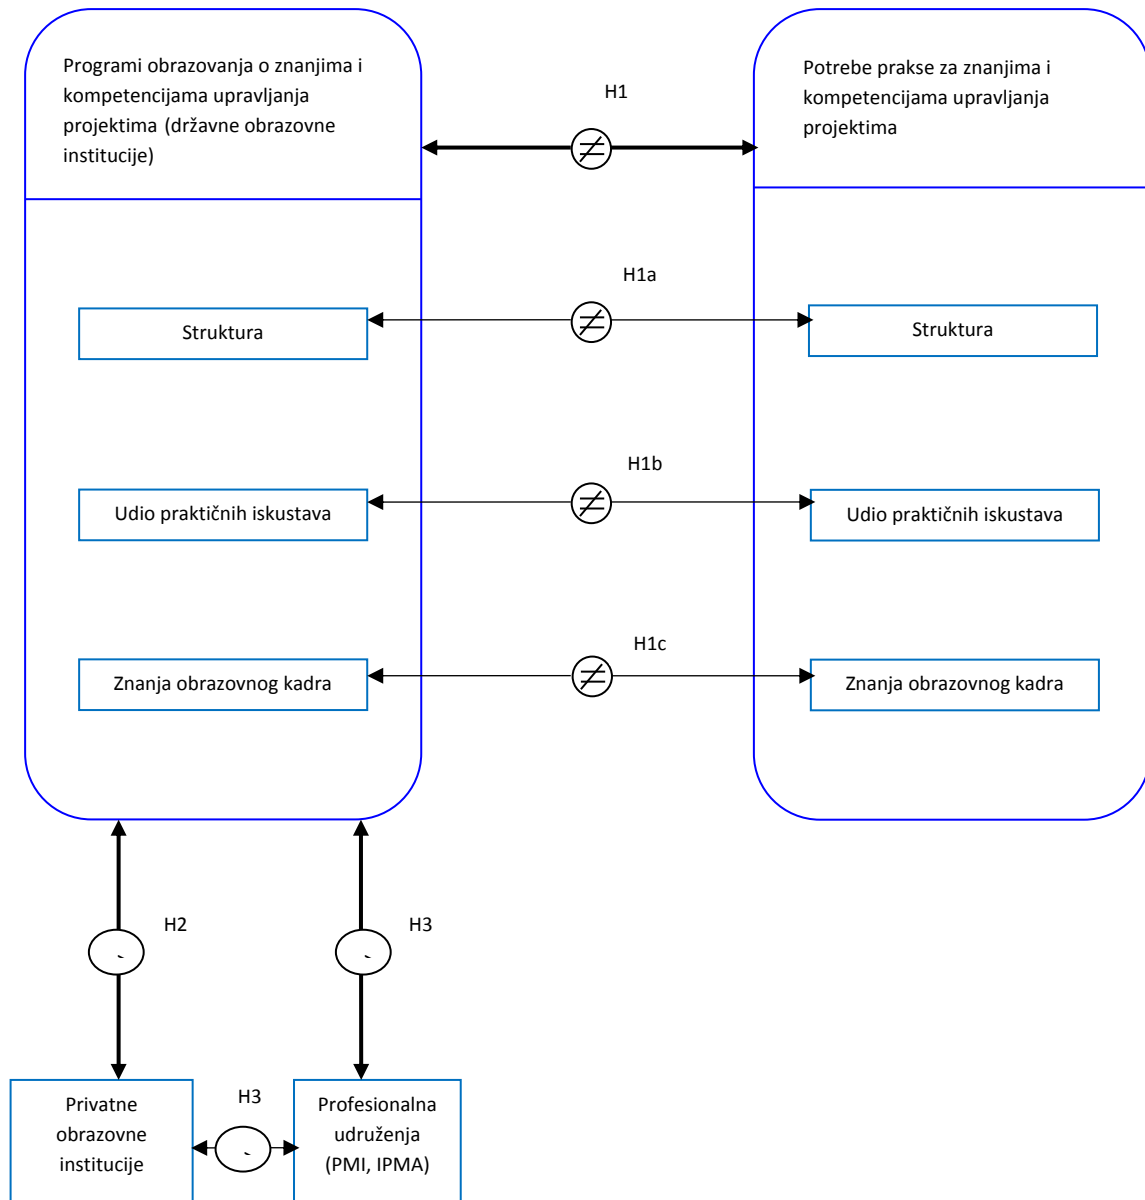 Programi obrazovanja o znanjima i
kompetencijama upravljanja
projektima (državne obrazovne
institucije)
H1
≠
Potrebe prakse za znanjima i
kompetencijama upravljanja
projektima
Struktura
H1a
≠
Struktura
Udio praktičnih iskustava
H1b
≠
Udio praktičnih iskustava
Znanja obrazovnog kadra
H1c
≠
Znanja obrazovnog kadra
H2
H3
Privatne
obrazovne
institucije
H3
Profesionalna
udruženja
(PMI, IPMA)